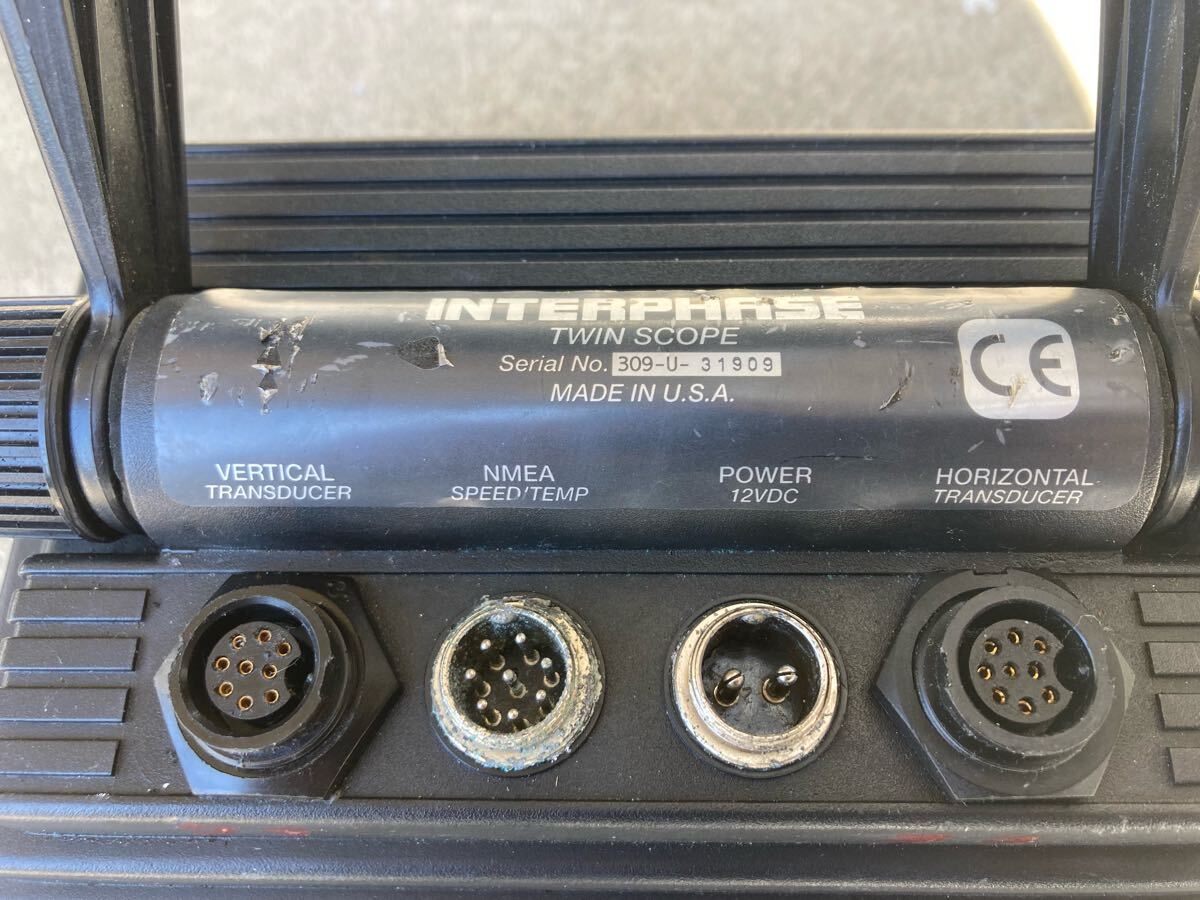 INTERPHASE
TWIN SCOPE
Serial No. 309-U- 31909
MADE IN U.S.A.
CE
VERTICAL
TRANSDUCER
NMEA
SPEED/TEMP
POWER
12VDC
HORIZONTAL
TRANSDUCER